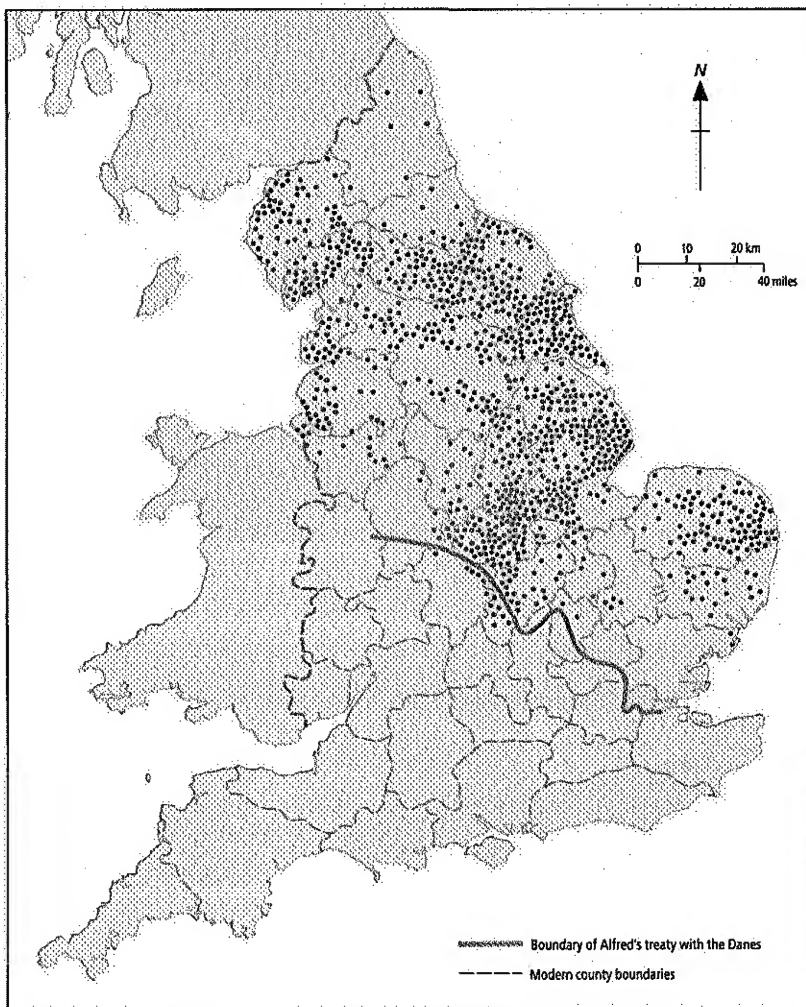 N
0 10 20 km
0 20 40 miles
Boundary of Alfred's treaty with the Danes
Modern county boundaries